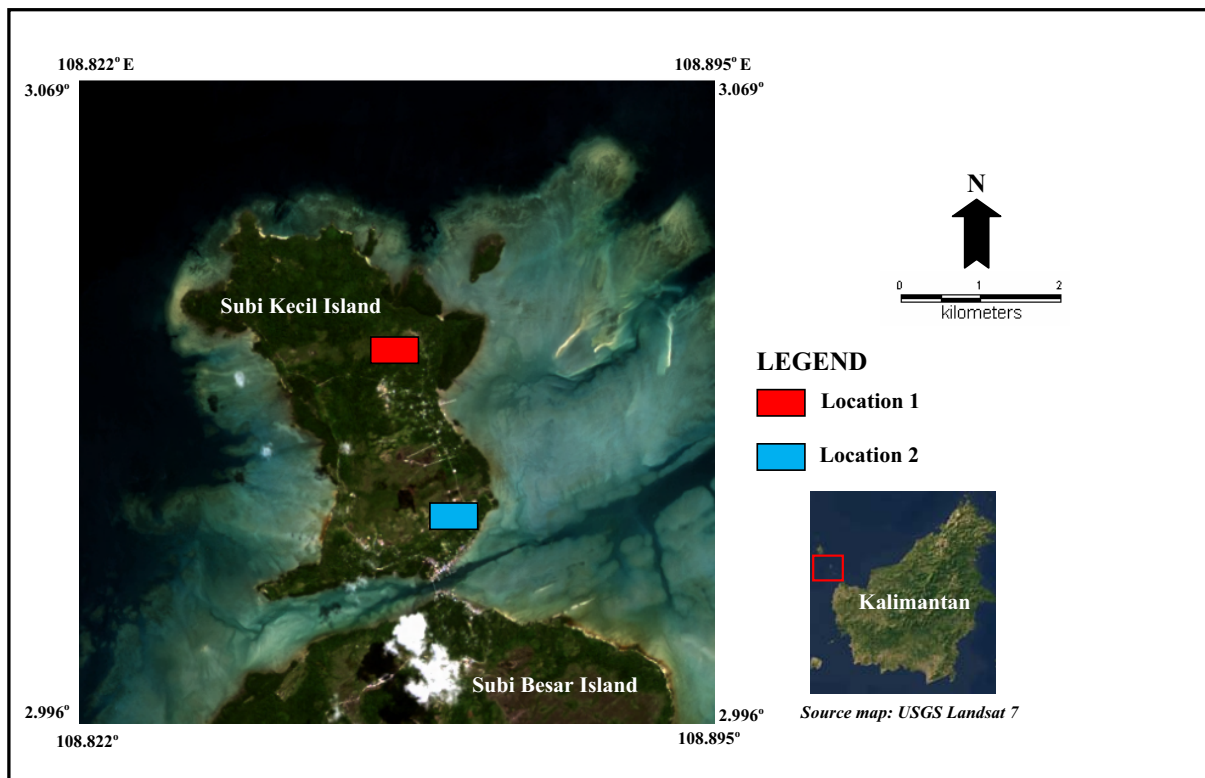 108.822° E
108.895° E
3.069°
3.069°
N
Subi Kecil Island
0 1 2
kilometers
LEGEND
Location 1
Location 2
Kalimantan
Subi Besar Island
2.996°
2.996°
Source map: USGS Landsat 7
108.822°
108.895°